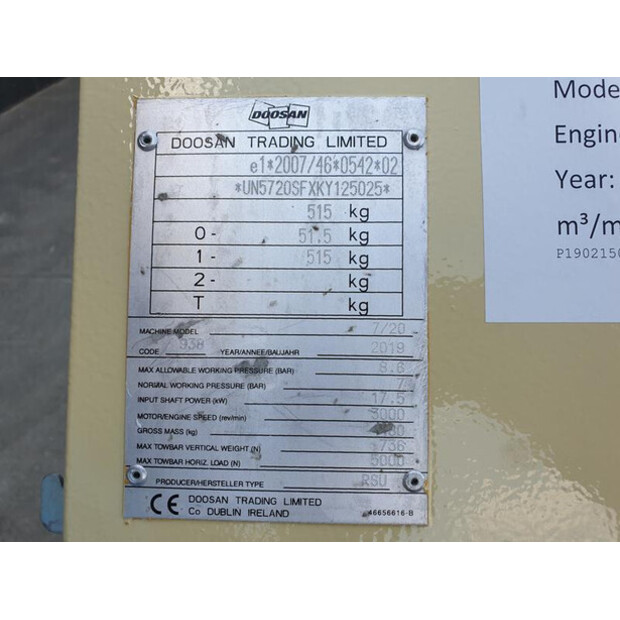 DOOSAN
DOOSAN TRADING LIMITED
e1*2007/46*0542*02
*UN5720SFXKY125025*
515 kg
0- 51.5 kg
1- 515 kg
2- kg
T kg
MACHINE MODEL 7/20
CODE 938 YEAR/ANNEE/BAUJAHR 2019
MAX ALLOWABLE WORKING PRESSURE (BAR) 8.6
NORMAL WORKING PRESSURE (BAR) 7
INPUT SHAFT POWER (kW) 17.5
MOTOR/ENGINE SPEED (rev/min) 3000
GROSS MASS (kg)
MAX TOWBAR VERTICAL WEIGHT (N) 736
MAX TOWBAR HORIZ. LOAD (N) 5000
PRODUCER/HERSTELLER TYPE RSU
CE DOOSAN TRADING LIMITED
Co DUBLIN IRELAND
46656616-B
Mode
Engin
Year:
m³/m
P1902150